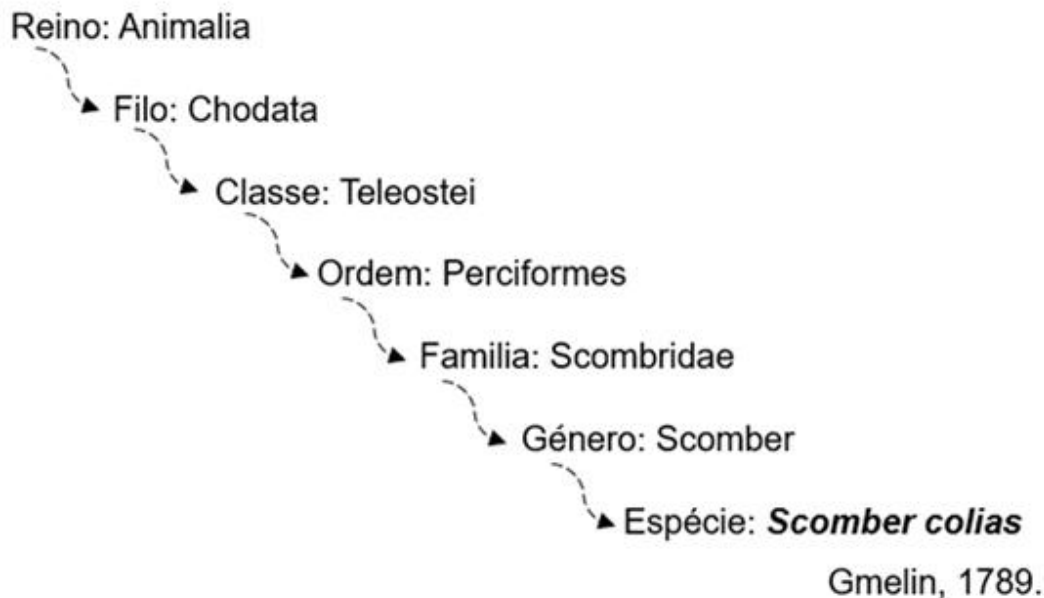 Reino: Animalia
Filo: Chodata
Classe: Teleostei
Ordem: Perciformes
Familia: Scombridae
Género: Scomber
Espécie: Scomber colias
Gmelin, 1789.